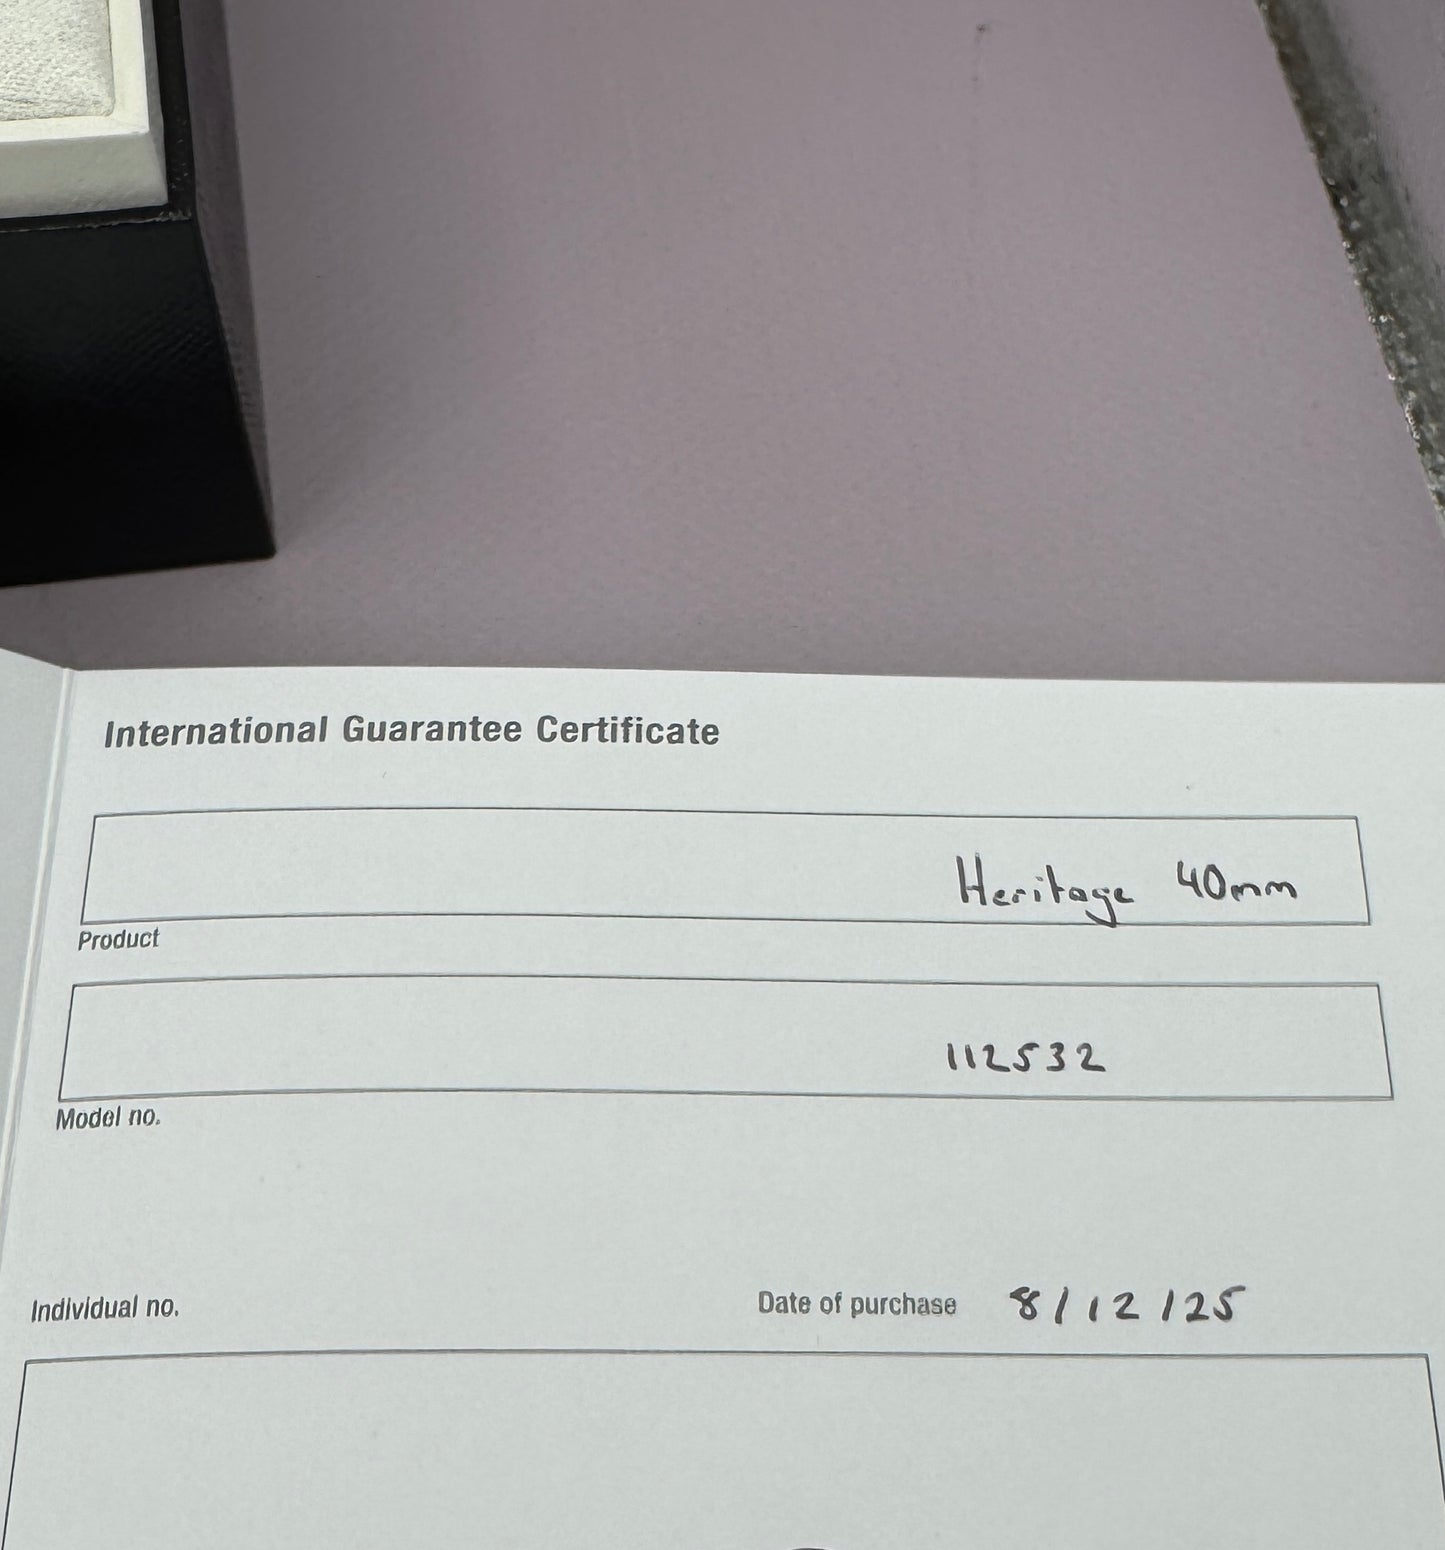 International Guarantee Certificate
Heritage 40mm
Product
112532
Model no.
Individual no.
Date of purchase 8/12/25